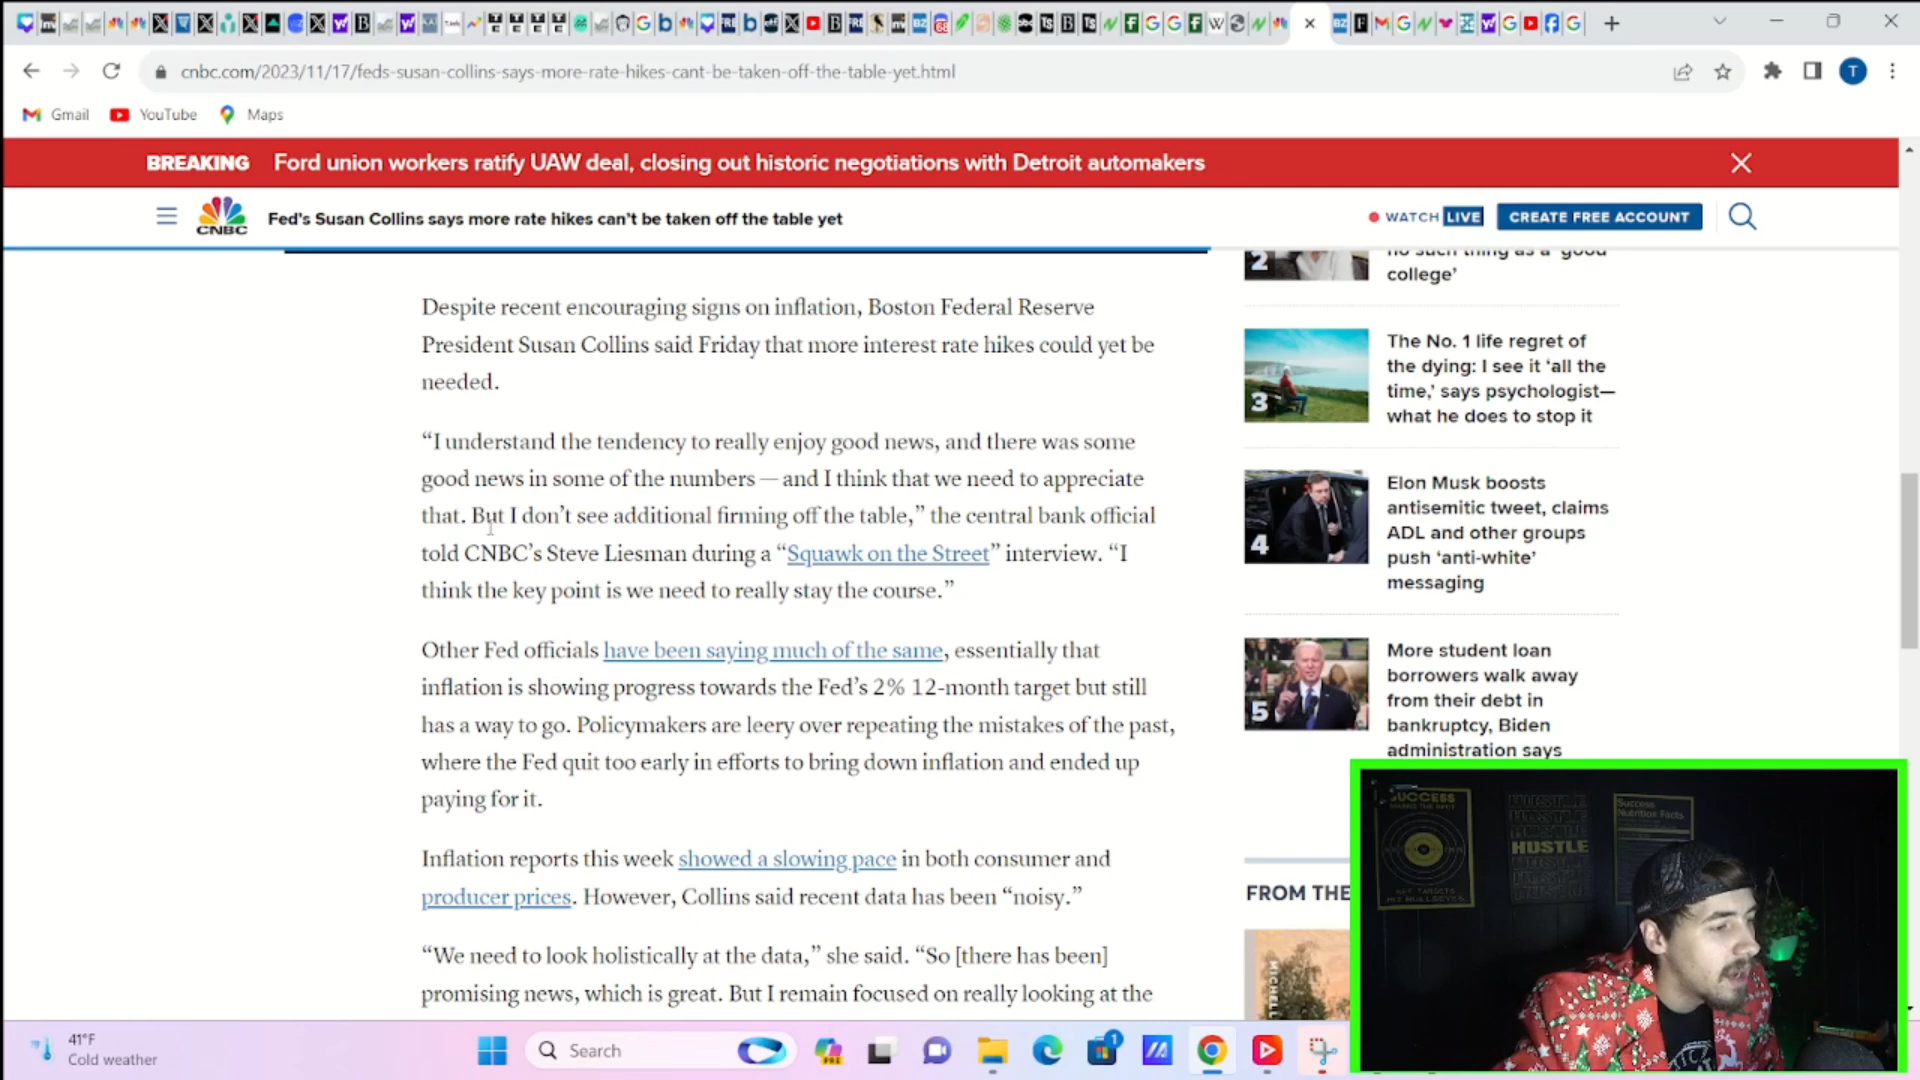 cnbc.com/2023/11/17/feds-susan-collins-says-more-rate-hikes-cant-be-taken-off-the-table-yet.html
T
Gmail
YouTube
Maps
BREAKING Ford union workers ratify UAW deal, closing out historic negotiations with Detroit automakers
CNBC
Fed's Susan Collins says more rate hikes can't be taken off the table yet
WATCH LIVE
CREATE FREE ACCOUNT
Despite recent encouraging signs on inflation, Boston Federal Reserve
President Susan Collins said Friday that more interest rate hikes could yet be
needed.
“I understand the tendency to really enjoy good news, and there was some
good news in some of the numbers — and I think that we need to appreciate
that. But I don’t see additional firming off the table,” the central bank official
told CNBC’s Steve Liesman during a “Squawk on the Street” interview. “I
think the key point is we need to really stay the course.”
Other Fed officials have been saying much of the same, essentially that
inflation is showing progress towards the Fed’s 2% 12-month target but still
has a way to go. Policymakers are leery over repeating the mistakes of the past,
where the Fed quit too early in efforts to bring down inflation and ended up
paying for it.
Inflation reports this week showed a slowing pace in both consumer and
producer prices. However, Collins said recent data has been “noisy.”
“We need to look holistically at the data,” she said. “So [there has been]
promising news, which is great. But I remain focused on really looking at the
2
no such thing as a ‘good
college’
3
The No. 1 life regret of
the dying: I see it ‘all the
time,’ says psychologist—
what he does to stop it
4
Elon Musk boosts
antisemitic tweet, claims
ADL and other groups
push ‘anti-white’
messaging
5
More student loan
borrowers walk away
from their debt in
bankruptcy, Biden
administration says
FROM THE
MICHELL
SUCCESS
HIT TARGETS
HUSTLE
Success
Nutrition Facts
41°F
Cold weather
Search
PRE
1